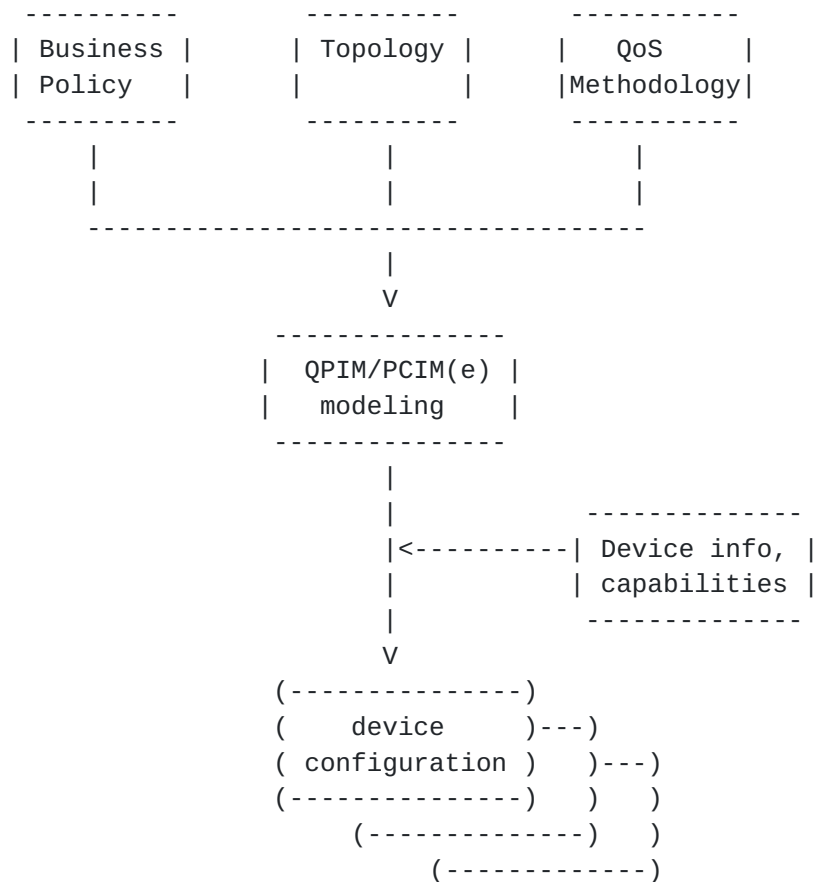 Business Topology QoS
Policy Methodology
QPIM/PCIM(e)
modeling
Device info,
capabilities
device
configuration